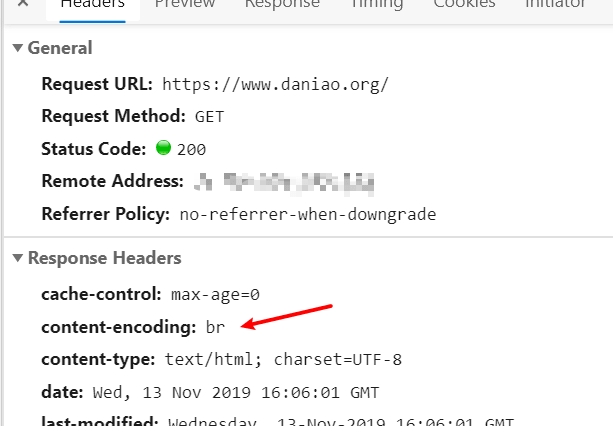 Headers Preview Response Timing Cookies Initiator
General
Request URL: https://www.daniao.org/
Request Method: GET
Status Code: 200
Remote Address:
Referrer Policy: no-referrer-when-downgrade
Response Headers
cache-control: max-age=0
content-encoding: br
content-type: text/html; charset=UTF-8
date: Wed, 13 Nov 2019 16:06:01 GMT
last-modified: Wednesday, 13-Nov-2019 16:06:01 GMT